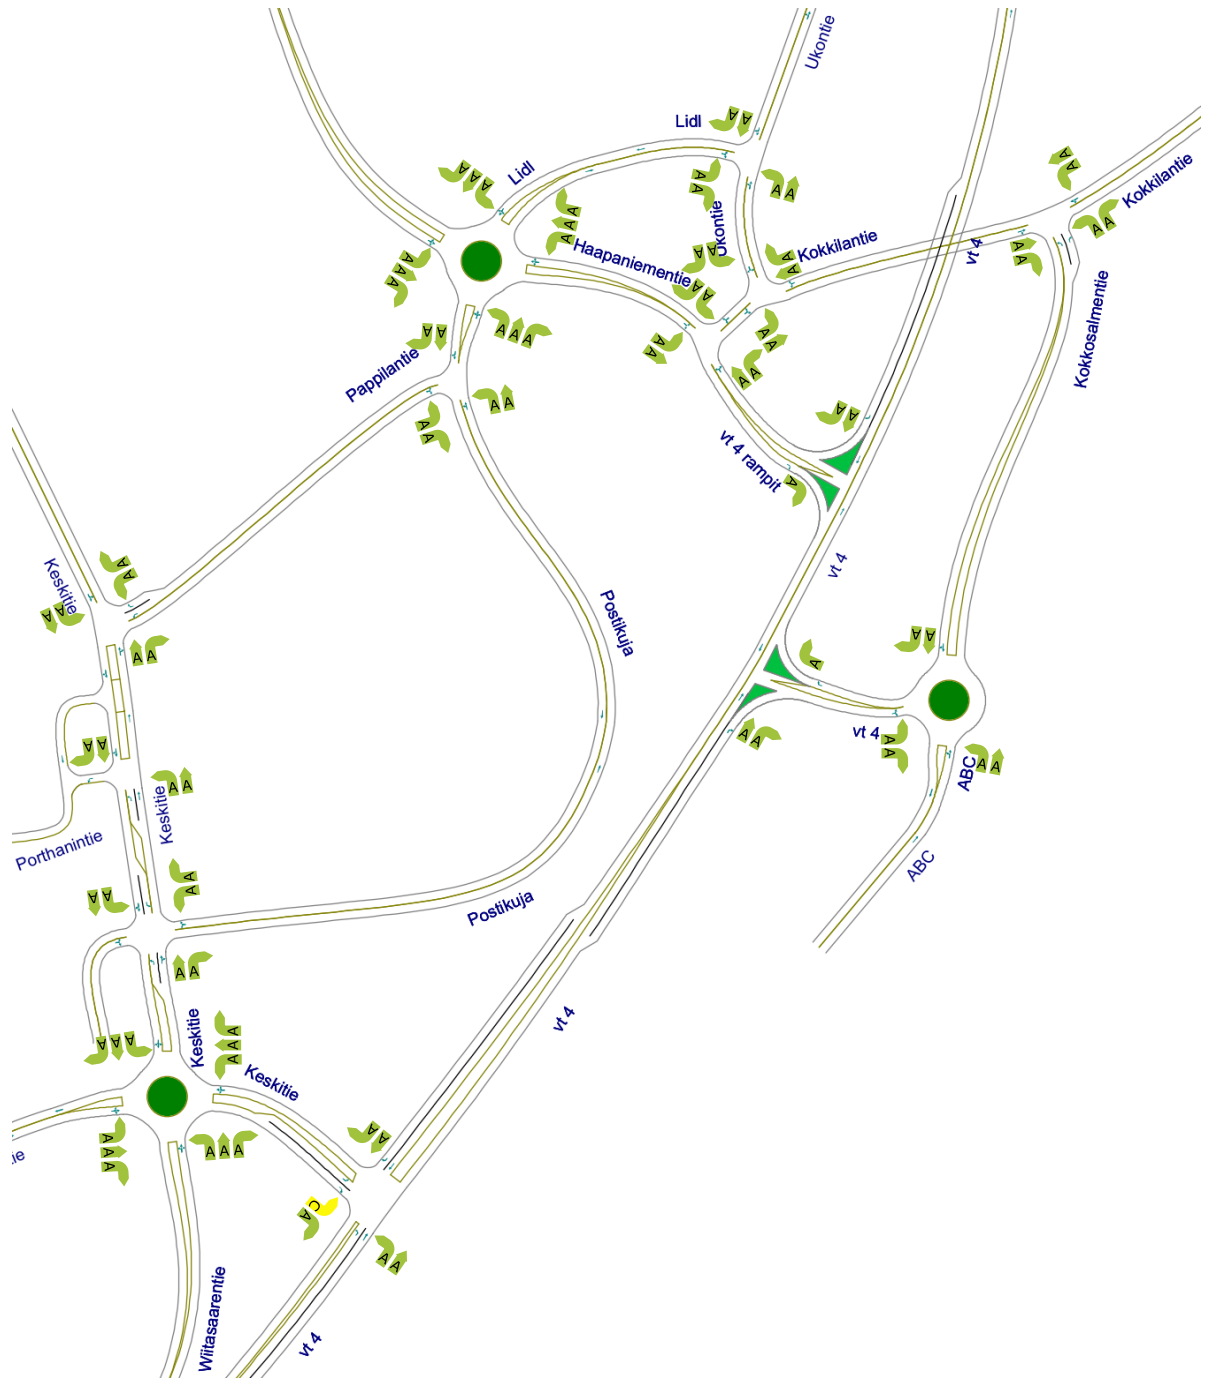 Ukontie
Lidl
Lidl
Kokkilantie
Ukontie
Kokkilantie
Haapaniementie
vt 4
Kokkosalmentie
Pappilantie
vt 4 rampit
Keskitie
vt 4
Postikuja
vt 4
ABC
Keskitie
Porthanintie
ABC
Postikuja
vt 4
Keskitie
Keskitie
tie
Wiitasaarentie
vt 4
C